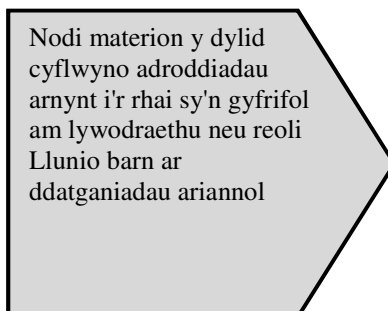 Nodi materion y dylid
cyflwyno adroddiadau
arnynt i'r rhai sy'n gyfrifol
am lywodraethu neu reoli
Llunio barn ar
ddatganiadau ariannol